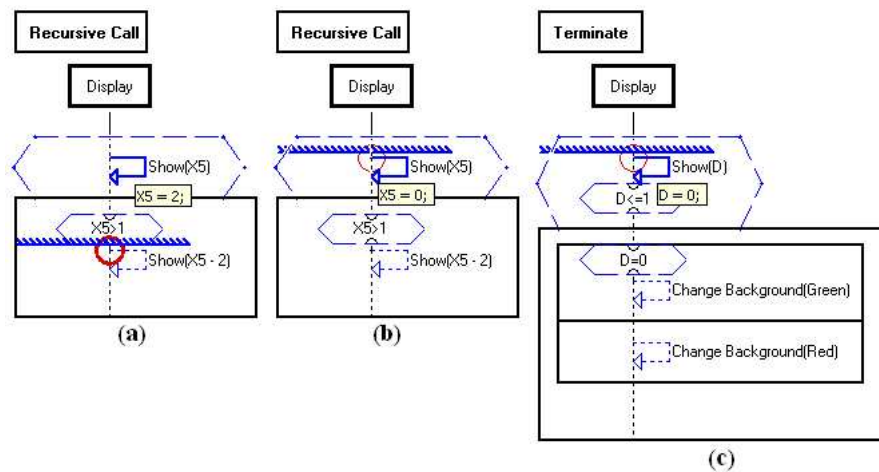 Recursive Call
Recursive Call
Terminate
Display
Display
Display
Show(X5)
Show(X5)
Show(D)
X5 = 2;
X5 = 0;
D<=1
D = 0;
X5>1
X5>1
Show(X5 - 2)
Show(X5 - 2)
D=0
Change Background(Green)
Change Background(Red)
(a)
(b)
(c)